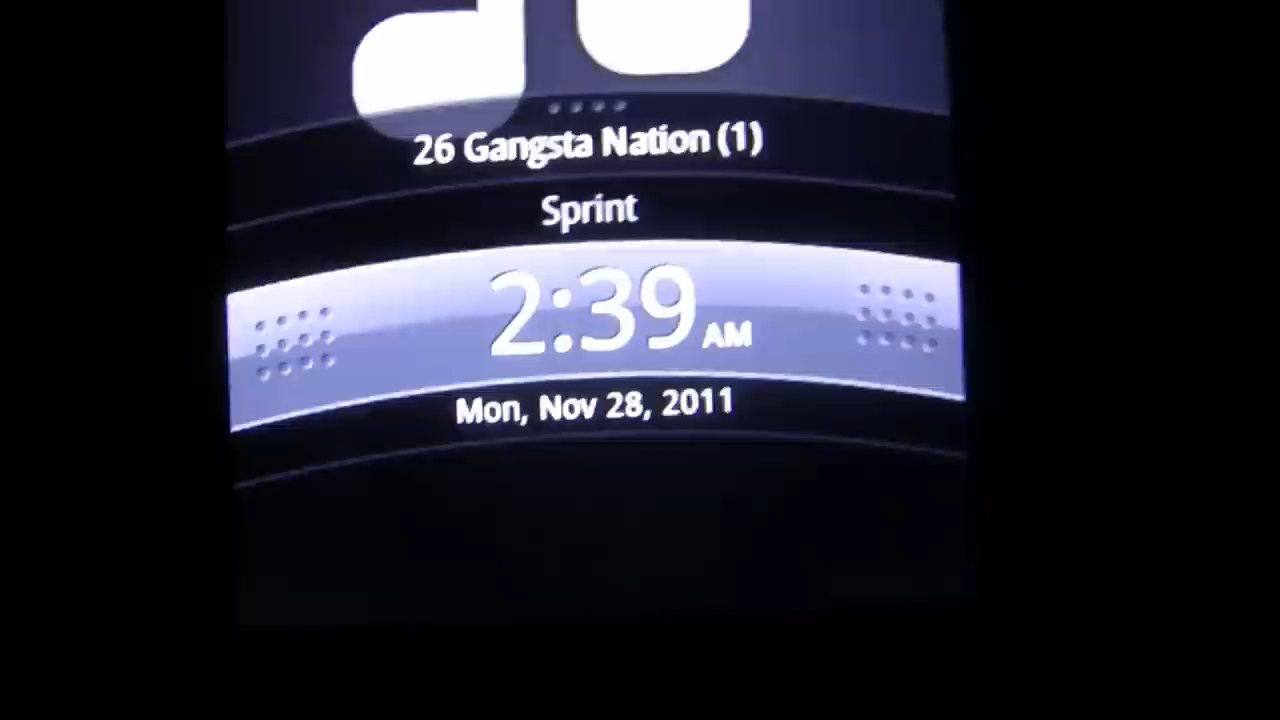 26 Gangsta Nation (1)
Sprint
2:39 AM
Mon, Nov 28, 2011